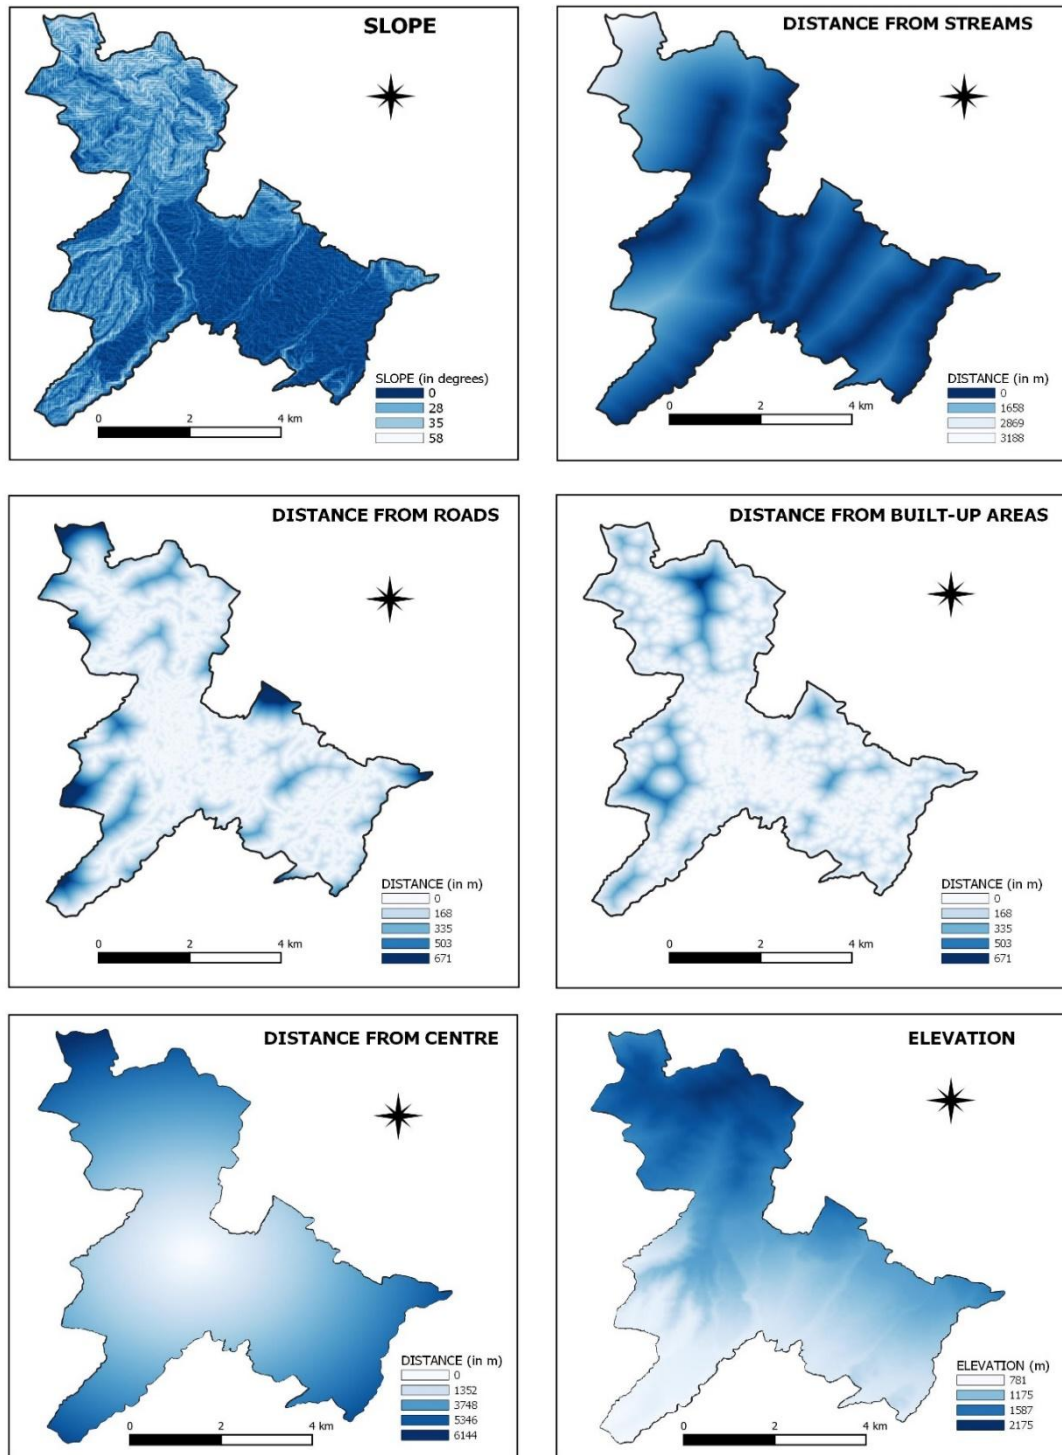 SLOPE
SLOPE (in degrees)
0
28
35
58
0 2 4 km
DISTANCE FROM STREAMS
DISTANCE (in m)
0
1658
2869
3188
0 2 4 km
DISTANCE FROM ROADS
DISTANCE (in m)
0
168
335
503
671
0 2 4 km
DISTANCE FROM BUILT-UP AREAS
DISTANCE (in m)
0
168
335
503
671
0 2 4 km
DISTANCE FROM CENTRE
DISTANCE (in m)
0
1352
3748
5346
6144
0 2 4 km
ELEVATION
ELEVATION (m)
781
1175
1587
2175
0 2 4 km